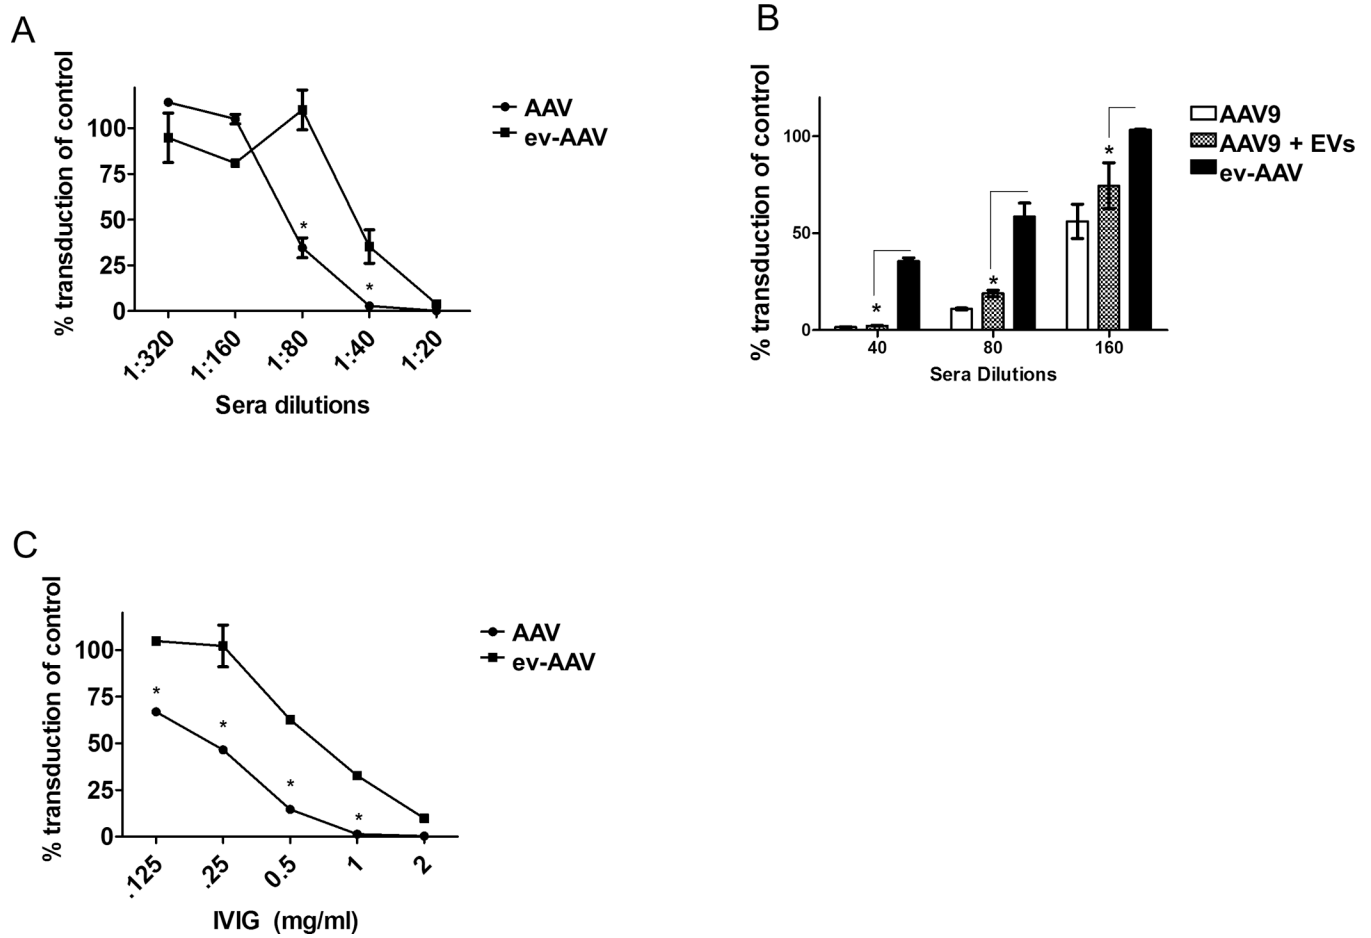 A
% transduction of control
100
75
50
25
0
*
*
1:320
1:160
1:80
1:40
1:20
Sera dilutions
AAV
ev-AAV
B
% transduction of control
100
50
0
*
*
*
40
80
160
Sera Dilutions
AAV9
AAV9 + EVs
ev-AAV
C
% transduction of control
100
75
50
25
0
*
*
*
*
.125
.25
0.5
1
2
IVIG (mg/ml)
AAV
ev-AAV